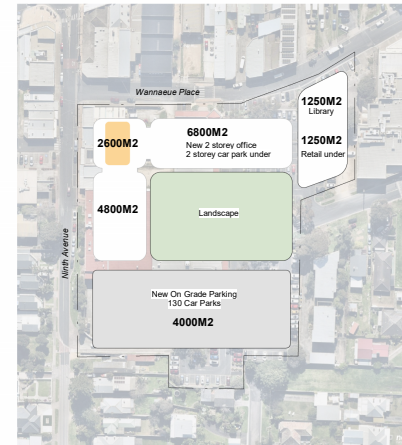 Wannaeue Place
1250M2
Library
1250M2
Retail under
6800M2
New 2 storey office
2 storey car park under
2600M2
4800M2
Landscape
Ninth Avenue
New On Grade Parking
130 Car Parks
4000M2